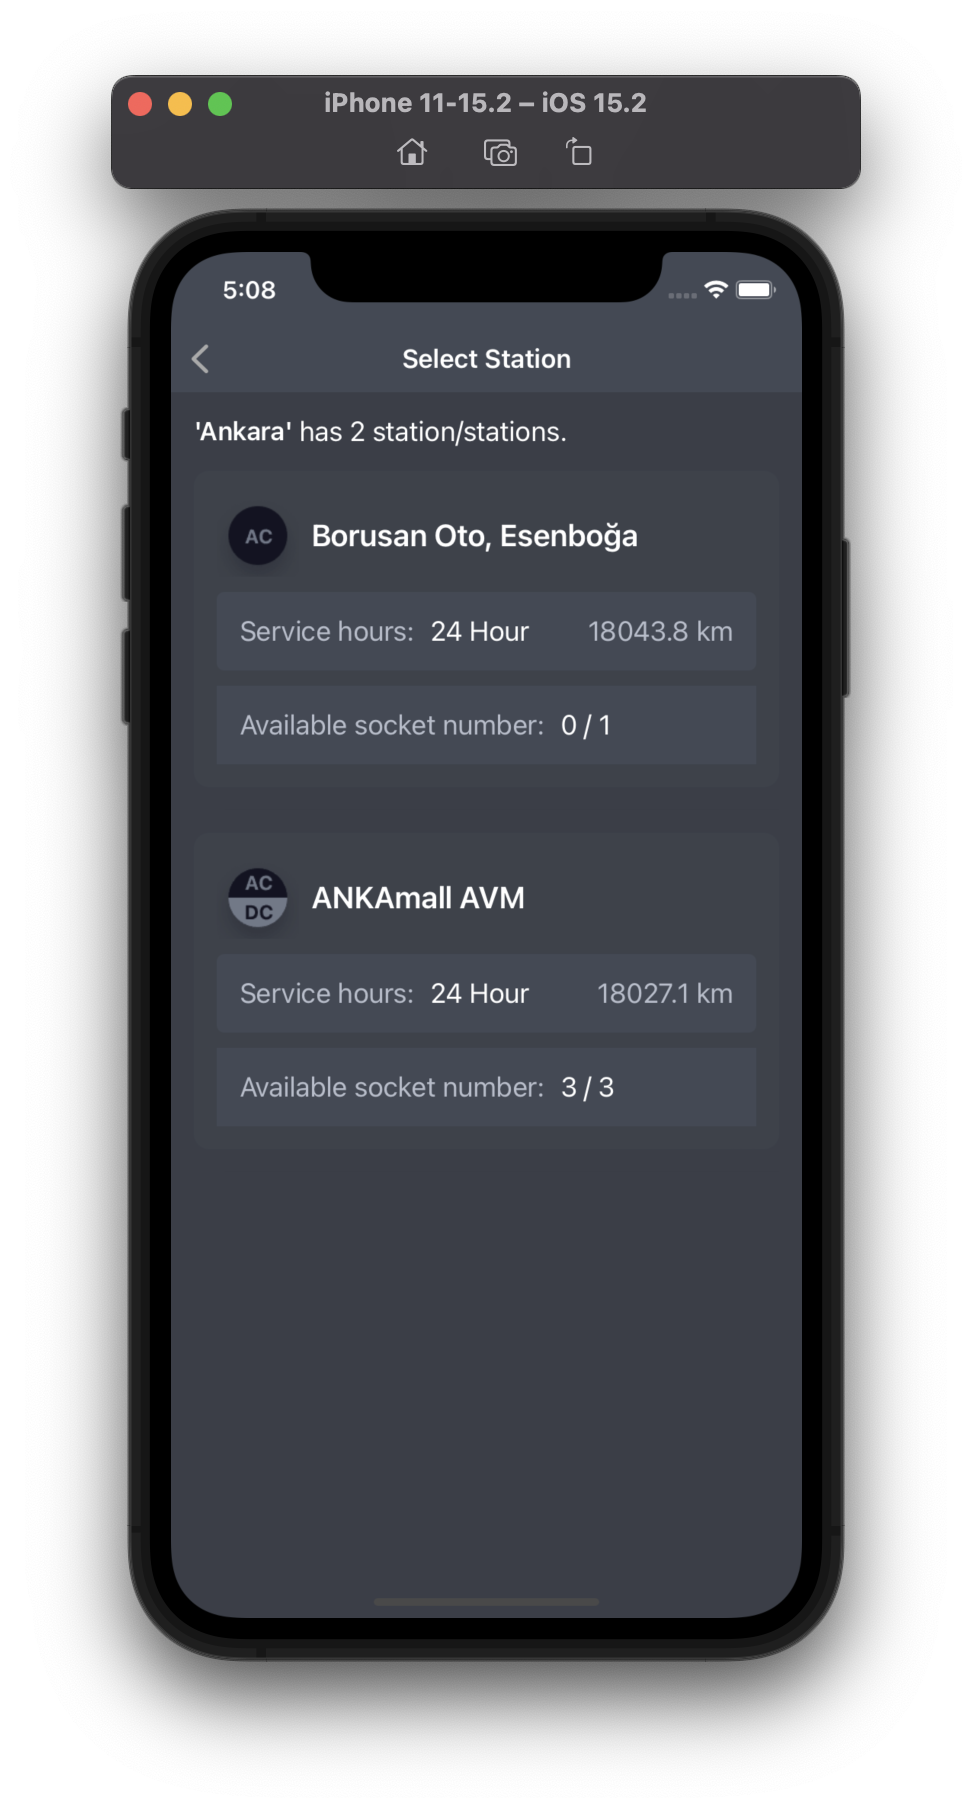 iPhone 11-15.2 – iOS 15.2
5:08
Select Station
'Ankara' has 2 station/stations.
AC
Borusan Oto, Esenboğa
Service hours: 24 Hour 18043.8 km
Available socket number: 0 / 1
AC
DC
ANKAmall AVM
Service hours: 24 Hour 18027.1 km
Available socket number: 3 / 3